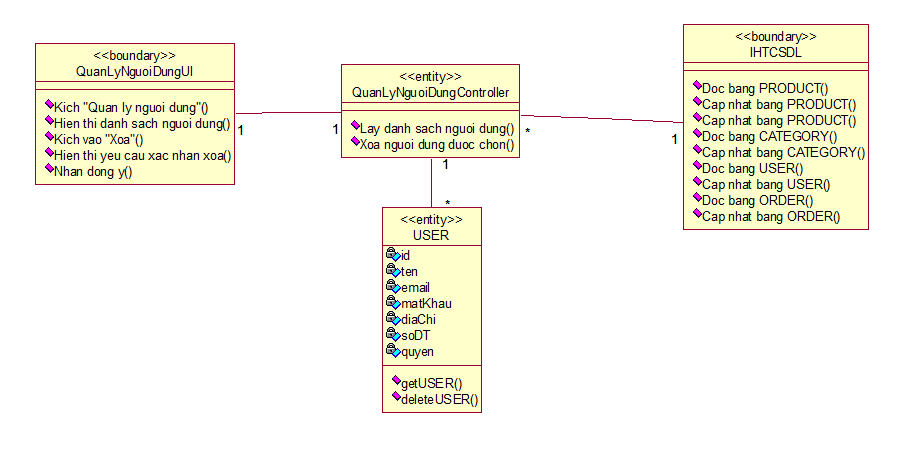 <<boundary>>
QuanLyNguoiDungUI
Kich "Quan ly nguoi dung"()
Hien thi danh sach nguoi dung()
Kich vao "Xoa"()
Hien thi yeu cau xac nhan xoa()
Nhan dong y()
1
1
<<entity>>
QuanLyNguoiDungController
Lay danh sach nguoi dung()
Xoa nguoi dung duoc chon()
*
1
<<boundary>>
IHTCSDL
Doc bang PRODUCT()
Cap nhat bang PRODUCT()
Cap nhat bang PRODUCT()
Doc bang CATEGORY()
Cap nhat bang CATEGORY()
Doc bang USER()
Cap nhat bang USER()
Doc bang ORDER()
Cap nhat bang ORDER()
1
*
<<entity>>
USER
id
ten
email
matKhau
diaChi
soDT
quyen
getUSER()
deleteUSER()